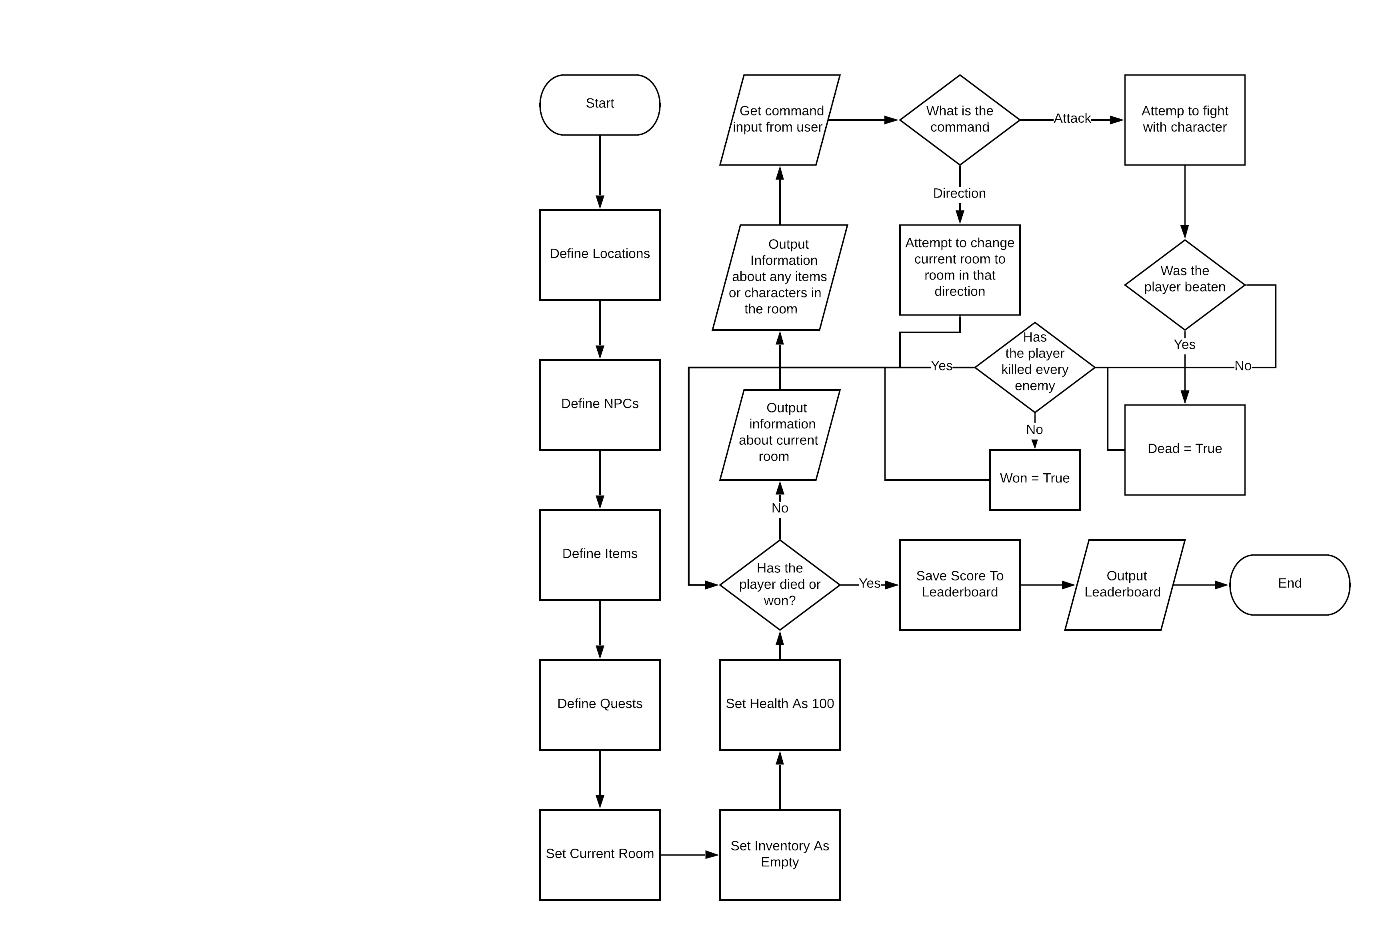 Start
Define Locations
Define NPCs
Define Items
Define Quests
Set Current Room
Set Inventory As
Empty
Set Health As 100
Has the
player died or
won?
No
Yes
Output
information
about current
room
Output
Information
about any items
or characters in
the room
Get command
input from user
What is the
command
Attack
Direction
Attempt to change
current room to
room in that
direction
Attemp to fight
with character
Was the
player beaten
Yes
No
Dead = True
Has
the player
killed every
enemy
Yes
No
Won = True
Save Score To
Leaderboard
Output
Leaderboard
End